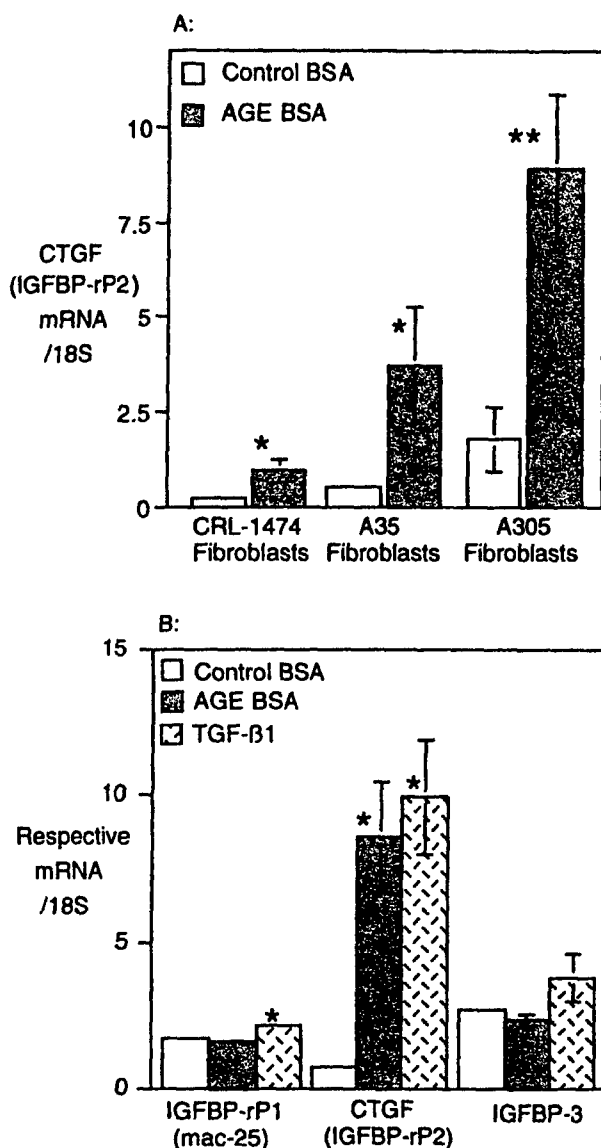 A:
Control BSA
AGE BSA
10
7.5
5
2.5
0
CTGF
(IGFBP-rP2)
mRNA
/18S
*
*
**
CRL-1474
Fibroblasts
A35
Fibroblasts
A305
Fibroblasts
B:
15
10
5
0
Control BSA
AGE BSA
TGF-ß1
Respective
mRNA
/18S
*
*
*
IGFBP-rP1
(mac-25)
CTGF
(IGFBP-rP2)
IGFBP-3